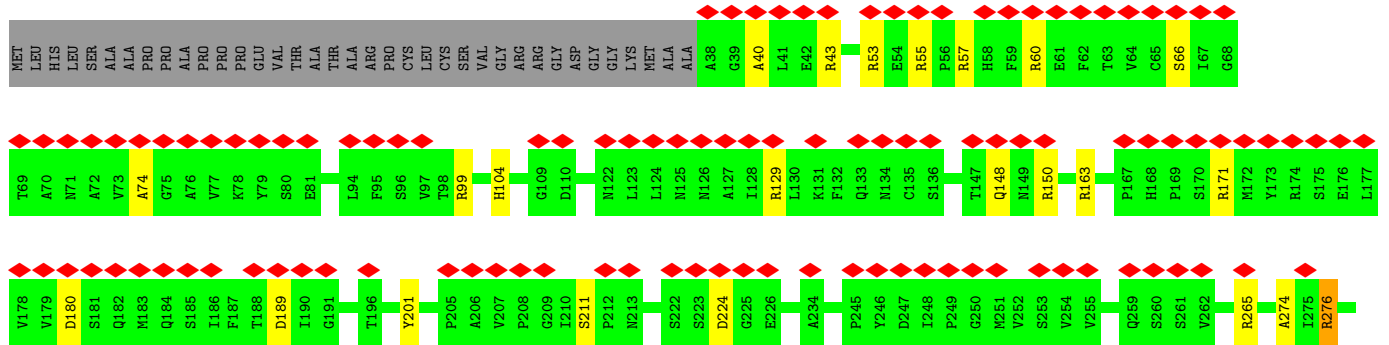 MET LEU HIS LEU SER ALA ALA PRO PRO ALA PRO PRO PRO GLU VAL THR ALA THR ALA ARG PRO CYS LEU CYS SER VAL GLY ARG ARG GLY ASP GLY GLY LYS MET ALA ALA A38 G39 A40 L41 E42 R43 R53 E54 R55 P56 R57 H58 F59 R60 E61 F62 T63 V64 C65 S66 I67 G68
T69 A70 N71 A72 V73 A74 G75 A76 V77 K78 Y79 S80 E81 L94 F95 S96 V97 T98 R99 H104 G109 D110 N122 L123 L124 N125 N126 A127 I128 R129 L130 K131 F132 Q133 N134 C135 S136 T147 Q148 N149 R150 R163 P167 H168 P169 S170 R171 M172 Y173 R174 S175 E176 L177
V178 V179 D180 S181 Q182 M183 Q184 S185 I186 F187 T188 D189 I190 G191 T196 Y201 P205 A206 V207 P208 G209 I210 S211 P212 N213 S222 S223 D224 G225 E226 A234 P245 Y246 D247 I248 P249 G250 M251 V252 S253 V254 V255 Q259 S260 S261 V262 R265 A274 I275 R276